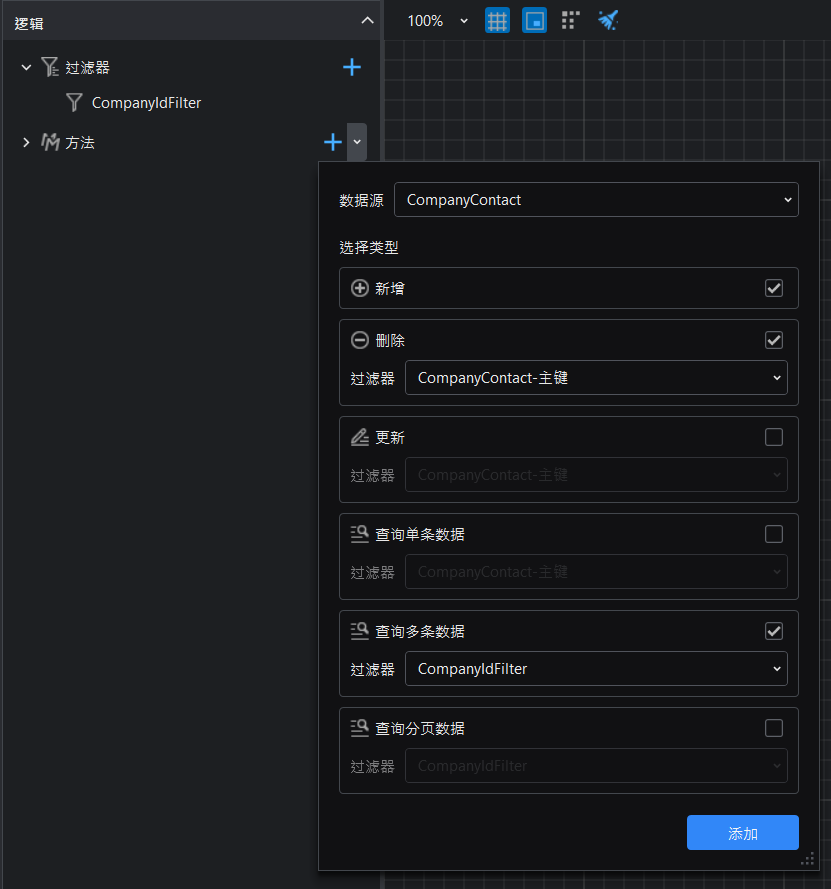 逻辑
100%
过滤器
CompanyIdFilter
方法
数据源 CompanyContact
选择类型
新增
删除
过滤器 CompanyContact-主键
更新
过滤器 CompanyContact-主键
查询单条数据
过滤器 CompanyContact-主键
查询多条数据
过滤器 CompanyIdFilter
查询分页数据
过滤器 CompanyIdFilter
添加